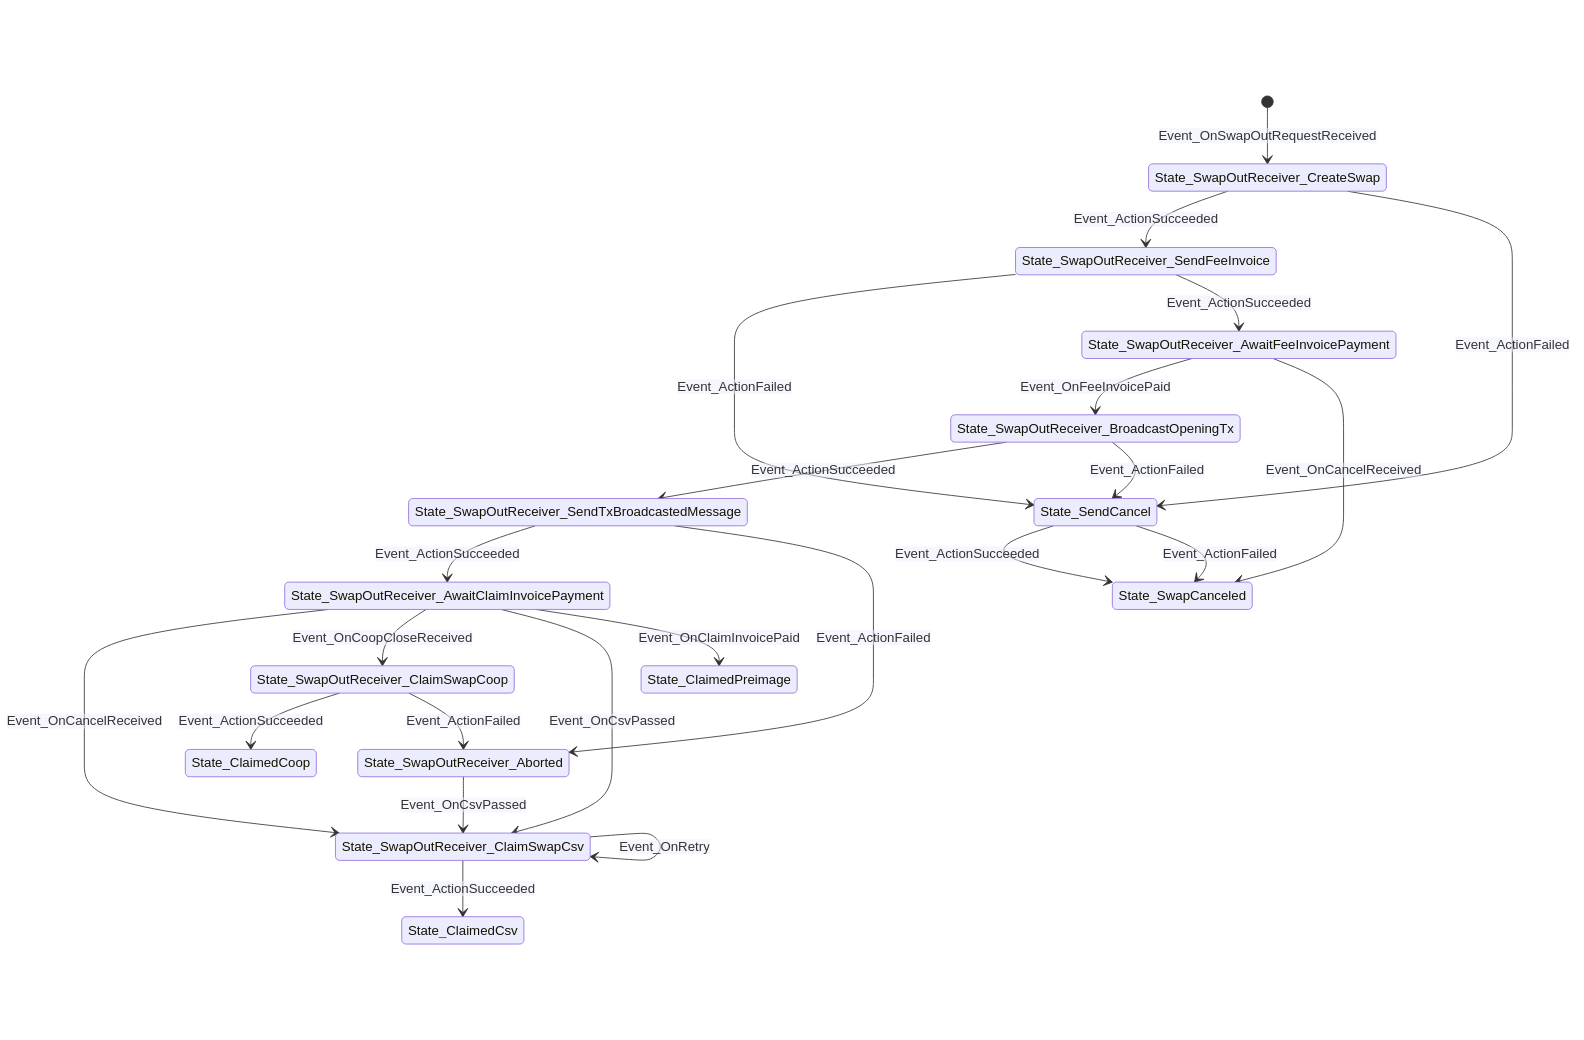 Event_OnSwapOutRequestReceived
State_SwapOutReceiver_CreateSwap
Event_ActionSucceeded
State_SwapOutReceiver_SendFeeInvoice
Event_ActionSucceeded
State_SwapOutReceiver_AwaitFeeInvoicePayment
Event_ActionFailed
Event_ActionFailed
Event_OnFeeInvoicePaid
State_SwapOutReceiver_BroadcastOpeningTx
Event_ActionSucceeded
Event_ActionFailed
Event_OnCancelReceived
State_SwapOutReceiver_SendTxBroadcastedMessage
State_SendCancel
Event_ActionSucceeded
Event_ActionSucceeded
Event_ActionFailed
State_SwapOutReceiver_AwaitClaimInvoicePayment
State_SwapCanceled
Event_OnCoopCloseReceived
Event_OnClaimInvoicePaid
Event_ActionFailed
State_SwapOutReceiver_ClaimSwapCoop
State_ClaimedPreimage
Event_OnCancelReceived
Event_ActionSucceeded
Event_ActionFailed
Event_OnCsvPassed
State_ClaimedCoop
State_SwapOutReceiver_Aborted
Event_OnCsvPassed
State_SwapOutReceiver_ClaimSwapCsv
Event_OnRetry
Event_ActionSucceeded
State_ClaimedCsv